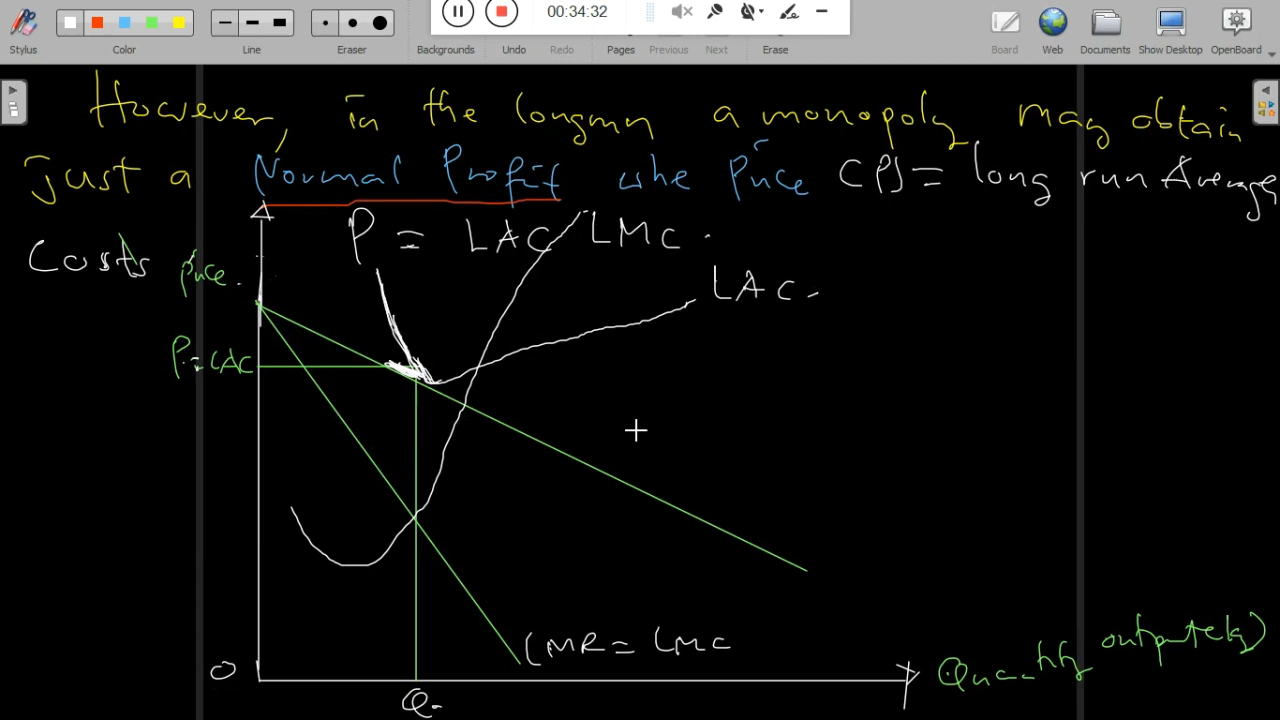 00:34:32
Stylus Color Line Eraser Backgrounds Undo Redo Pages Previous Next Erase Board Web Documents Show Desktop OpenBoard
However, in the longrun a monopoly may obtain
just a Normal Profit whe Price (P) = long run Average
Costs
P = LAC
LMC.
Price.
LAC.
P=LAC
(MR = LMC
O
Quantity output(Q)
Q.